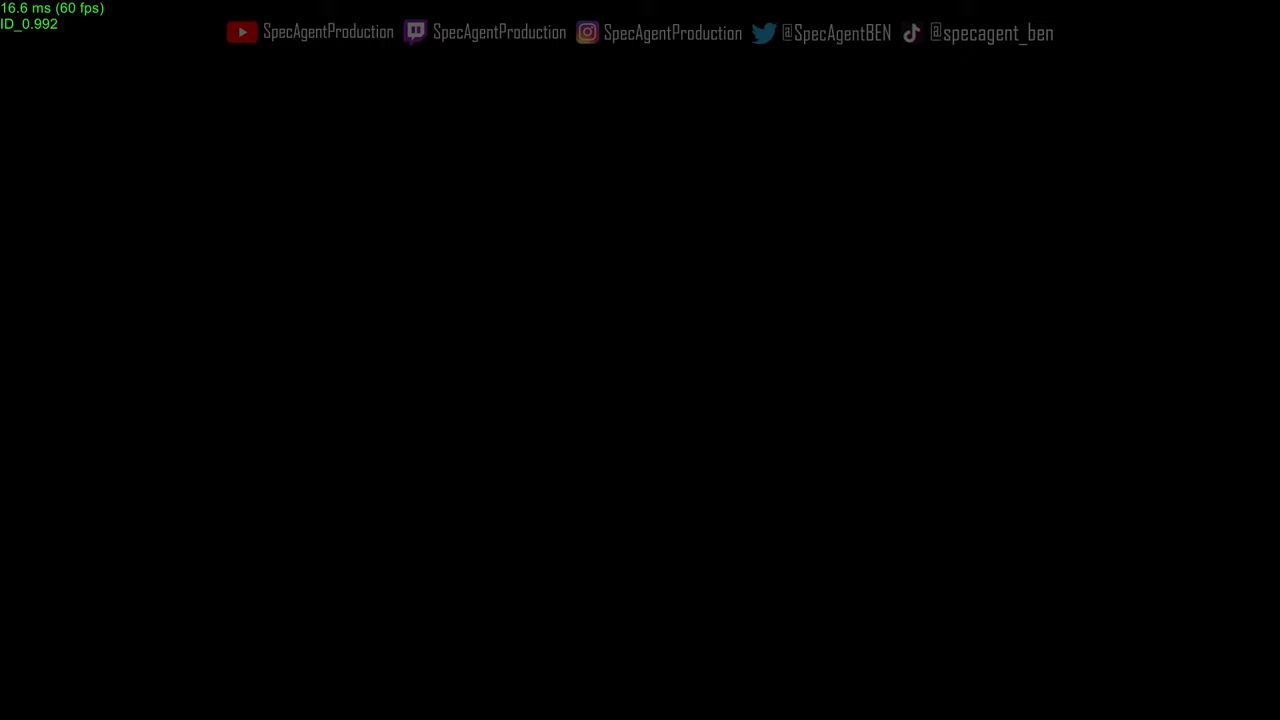 16.6 ms (60 fps)
ID_0.992
SpecAgentProduction SpecAgentProduction SpecAgentProduction @SpecAgentBEN @specagent_ben